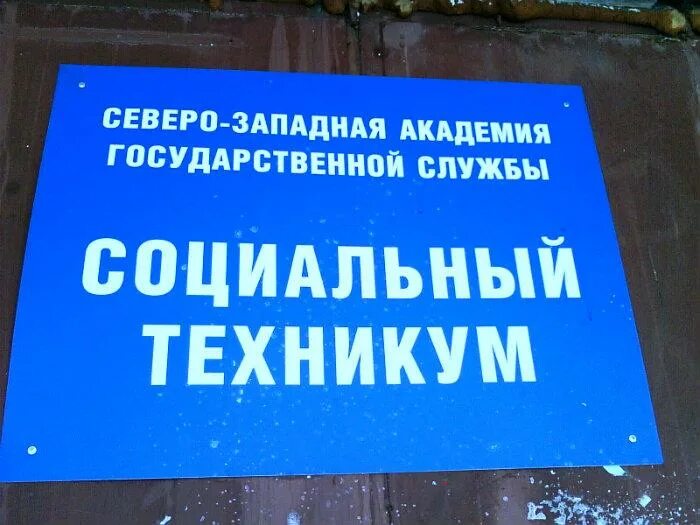 СЕВЕРО-ЗАПАДНАЯ АКАДЕМИЯ
ГОСУДАРСТВЕННОЙ СЛУЖБЫ
СОЦИАЛЬНЫЙ
ТЕХНИКУМ